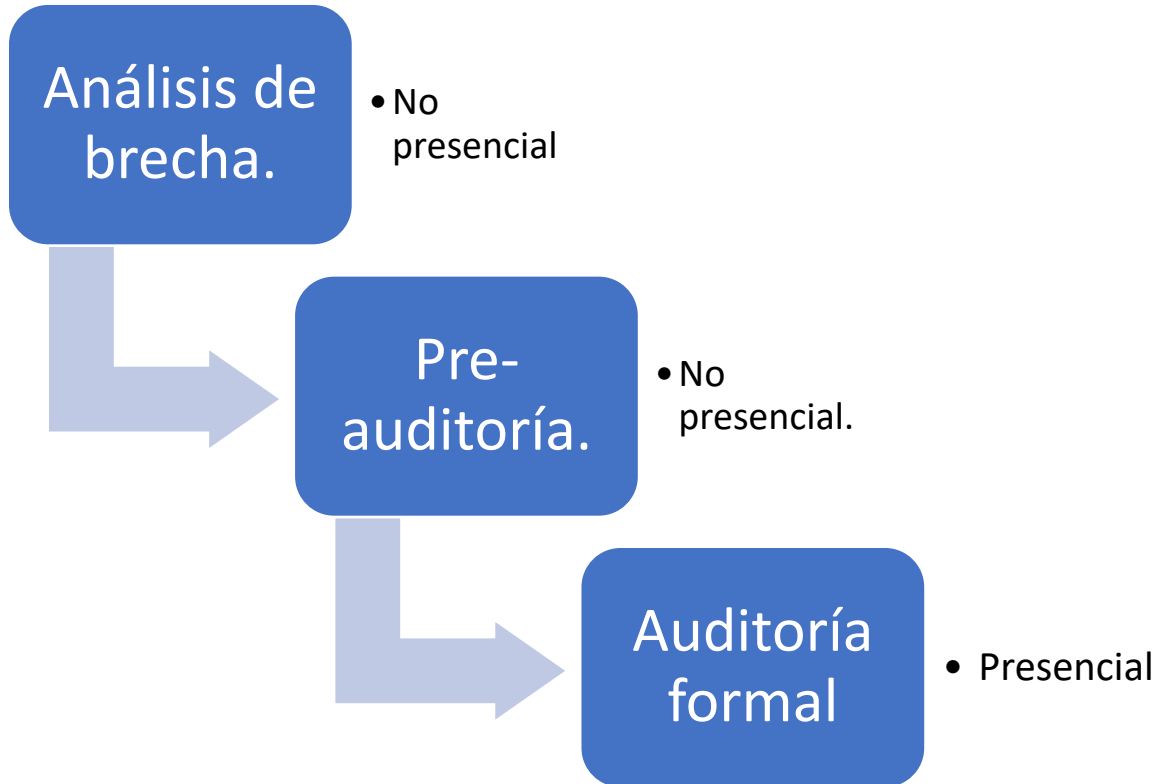 Análisis de
brecha.
• No
presencial
Pre-
auditoría.
• No
presencial.
Auditoría
formal
• Presencial